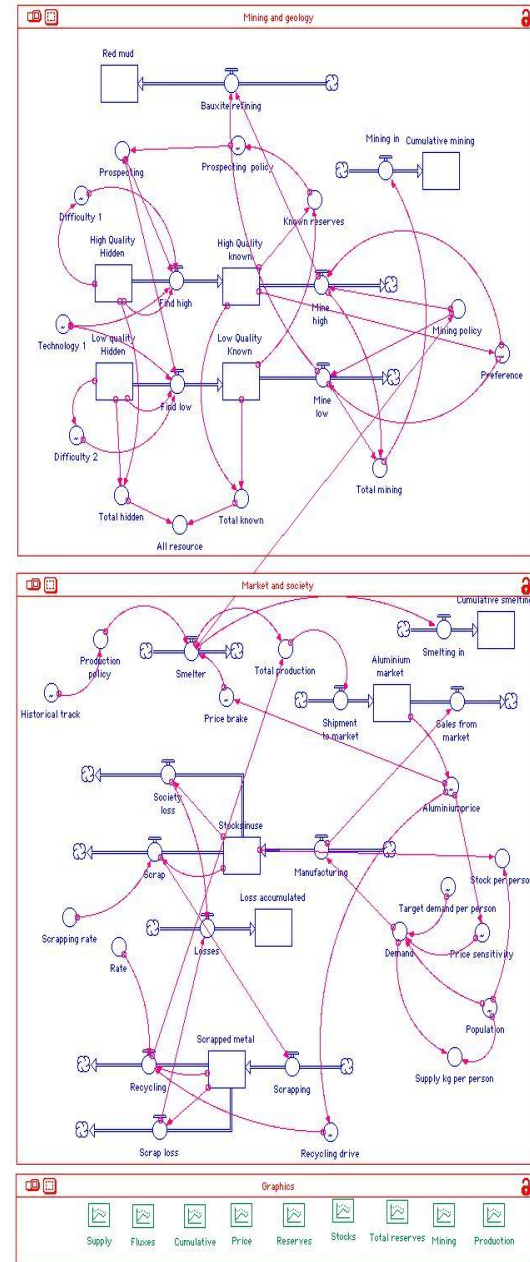 Mining and geology
Red mud
Bauxite refining
Mining in
Cumulative mining
Prospecting
Prospecting policy
Difficulty 1
Known reserves
High Quality
Hidden
High Quality
known
Find high
Mine
high
Technology 1
Low quality
Hidden
Low Quality
Known
Mining policy
Preference
Find low
Mine
low
Difficulty 2
Total mining
Total hidden
Total known
All resource
Market and society
Cumulative smelting
Production
policy
Smelter
Total production
Aluminium
market
Smelting in
Historical track
Price brake
Shipment
to market
Sales from
market
Society
loss
Aluminiumprice
Stocksinuse
Scrap
Manufacturing
Stock per person
Loss accumulated
Target demand per person
Scrapping rate
Losses
Demand
Price sensitivity
Rate
Scrapped metal
Population
Recycling
Scrapping
Supply kg per person
Scrap loss
Recycling drive
Graphics
Supply
Fluxes
Cumulative
Price
Reserves
Stocks
Total reserves
Mining
Production